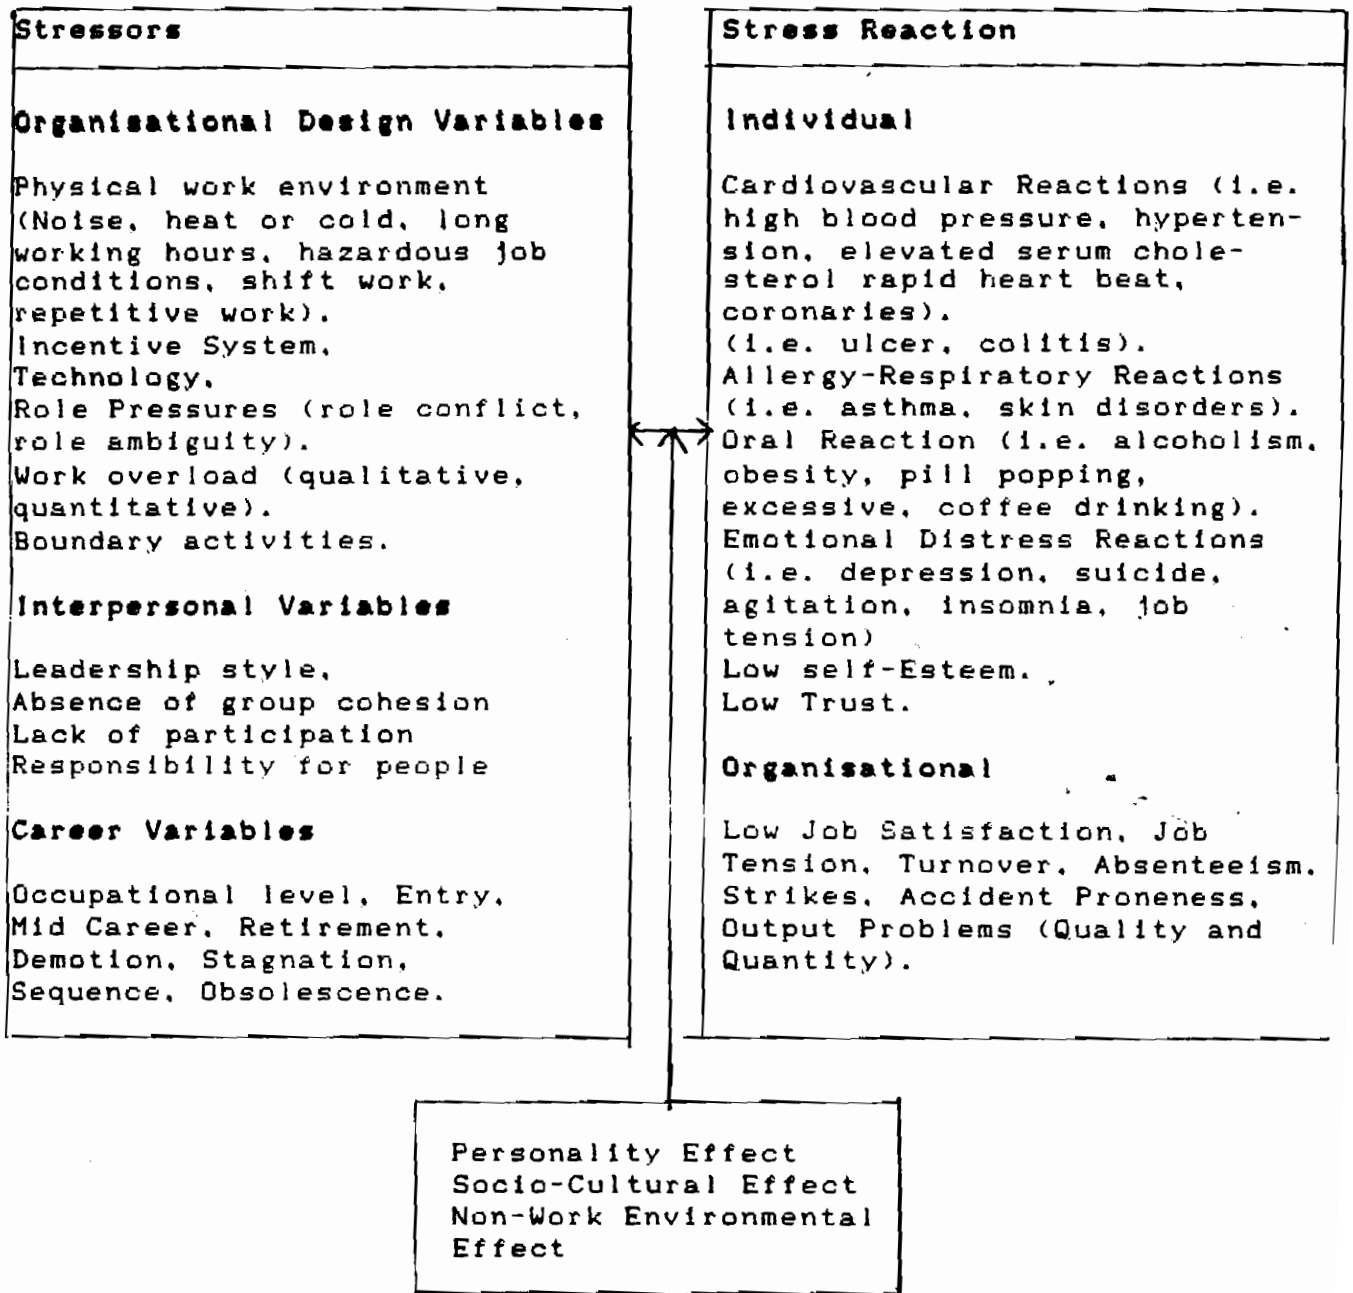 Stressors
Organisational Design Variables
Physical work environment
(Noise, heat or cold, long
working hours, hazardous job
conditions, shift work,
repetitive work).
Incentive System,
Technology,
Role Pressures (role conflict,
role ambiguity).
Work overload (qualitative,
quantitative).
Boundary activities.
Interpersonal Variables
Leadership style,
Absence of group cohesion
Lack of participation
Responsibility for people
Career Variables
Occupational level, Entry,
Mid Career, Retirement,
Demotion, Stagnation,
Sequence, Obsolescence.
Stress Reaction
Individual
Cardiovascular Reactions (i.e.
high blood pressure, hyperten-
sion, elevated serum chole-
sterol rapid heart beat,
coronaries).
(i.e. ulcer, colitis).
Allergy-Respiratory Reactions
(i.e. asthma, skin disorders).
Oral Reaction (i.e. alcoholism,
obesity, pill popping,
excessive, coffee drinking).
Emotional Distress Reactions
(i.e. depression, suicide,
agitation, insomnia, job
tension)
Low self-Esteem.
Low Trust.
Organisational
Low Job Satisfaction, Job
Tension, Turnover, Absenteeism.
Strikes, Accident Proneness,
Output Problems (Quality and
Quantity).
Personality Effect
Socio-Cultural Effect
Non-Work Environmental
Effect